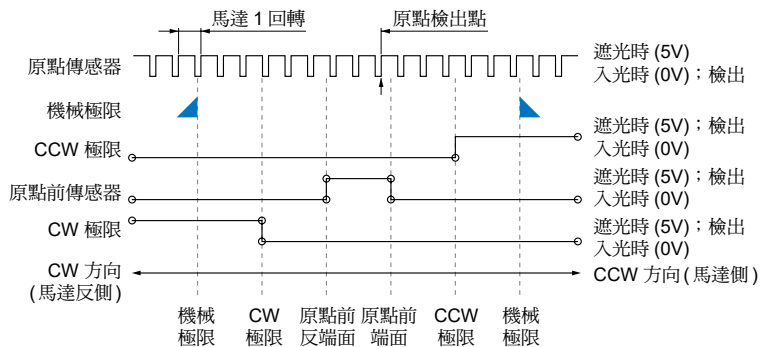 馬達 1 回轉
原點檢出點
原點傳感器
遮光時 (5V)
入光時 (0V)；檢出
機械極限
CCW 極限
遮光時 (5V)；檢出
入光時 (0V)
原點前傳感器
遮光時 (5V)；檢出
入光時 (0V)
CW 極限
遮光時 (5V)；檢出
入光時 (0V)
CW 方向
(馬達反側)
CCW 方向 (馬達側)
機械
極限
CW
極限
原點前
反端面
原點前
端面
CCW
極限
機械
極限